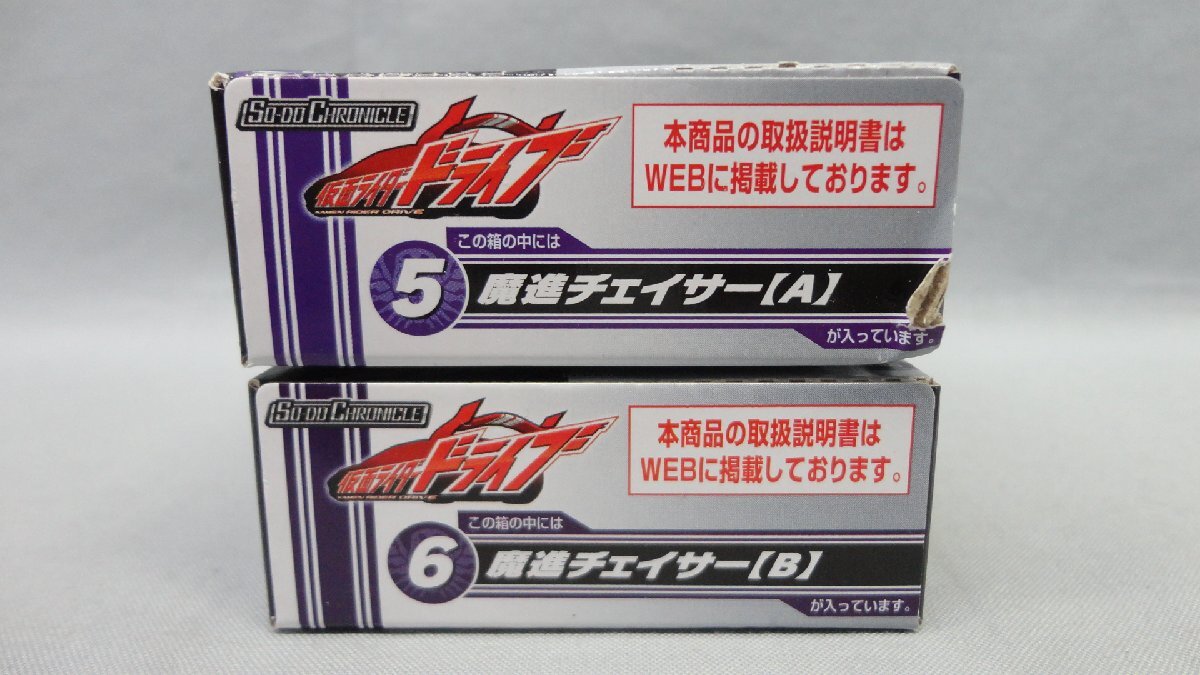 SO-DO CHRONICLE
仮面ライダードライブ
KAMEN RIDER DRIVE
本商品の取扱説明書は
WEBに掲載しております。
この箱の中には
5 魔進チェイサー【A】
が入っています。
SO-DO CHRONICLE
仮面ライダードライブ
KAMEN RIDER DRIVE
本商品の取扱説明書は
WEBに掲載しております。
この箱の中には
6 魔進チェイサー【B】
が入っています。